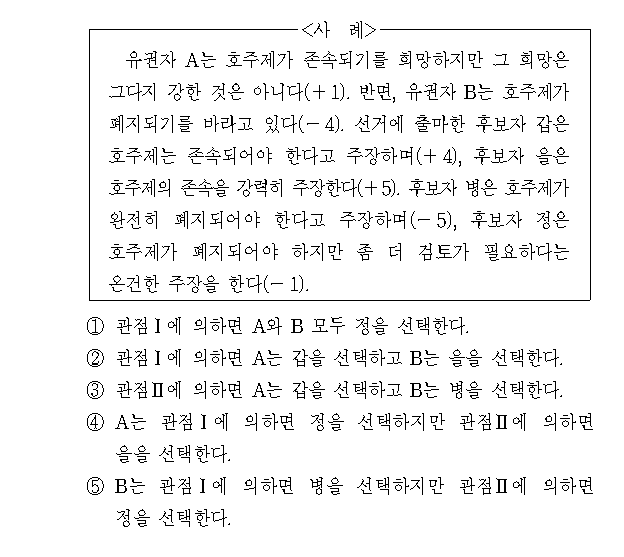 <사 례>
유권자 A는 호주제가 존속되기를 희망하지만 그 희망은
그다지 강한 것은 아니다(+1). 반면, 유권자 B는 호주제가
폐지되기를 바라고 있다(-4). 선거에 출마한 후보자 갑은
호주제는 존속되어야 한다고 주장하며(+4), 후보자 을은
호주제의 존속을 강력히 주장한다(+5). 후보자 병은 호주제가
완전히 폐지되어야 한다고 주장하며(-5), 후보자 정은
호주제가 폐지되어야 하지만 좀 더 검토가 필요하다는
온건한 주장을 한다(-1).
① 관점Ⅰ에 의하면 A와 B 모두 정을 선택한다.
② 관점Ⅰ에 의하면 A는 갑을 선택하고 B는 을을 선택한다.
③ 관점Ⅱ에 의하면 A는 갑을 선택하고 B는 병을 선택한다.
④ A는 관점Ⅰ에 의하면 정을 선택하지만 관점Ⅱ에 의하면
을을 선택한다.
⑤ B는 관점Ⅰ에 의하면 병을 선택하지만 관점Ⅱ에 의하면
정을 선택한다.